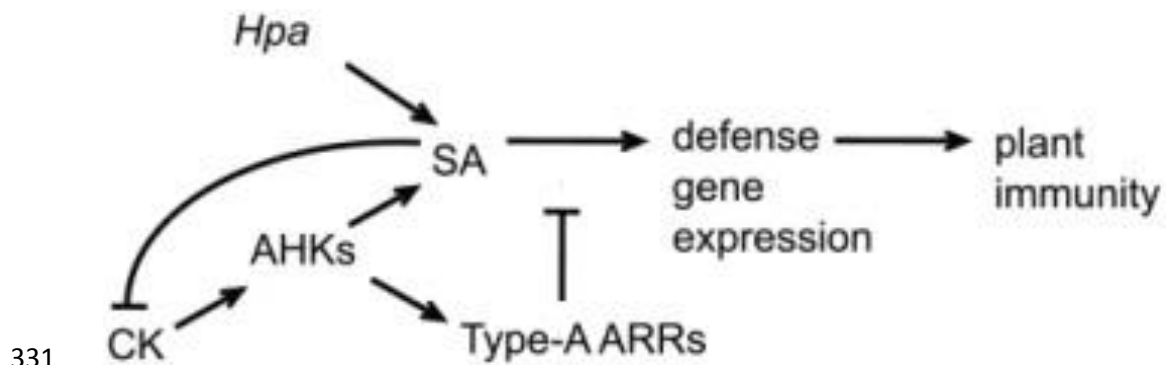 Hpa
SA
defense
gene
expression
plant
immunity
AHKs
CK
Type-A ARRs
331